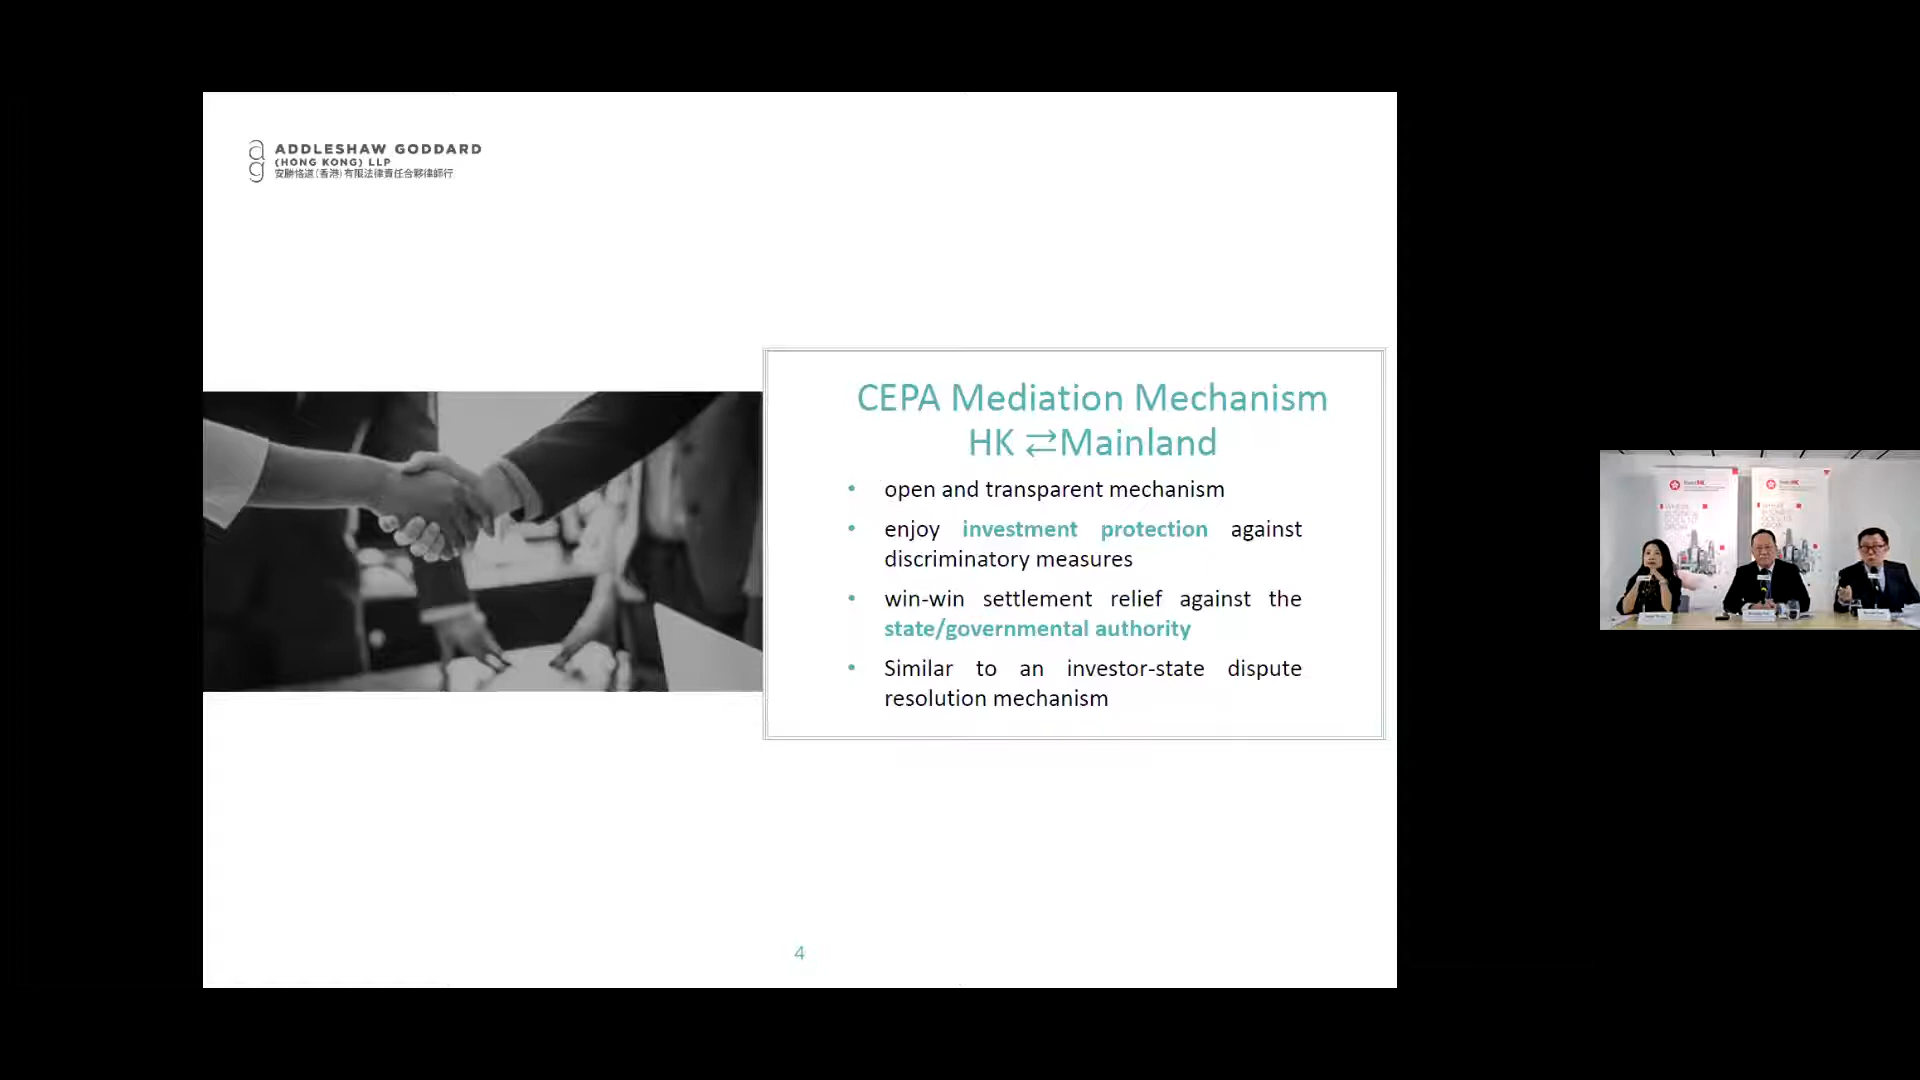 ADDLESHAW GODDARD
(HONG KONG) LLP
安勝恪道(香港)有限法律責任合夥律師行
CEPA Mediation Mechanism
HK ⇄Mainland
• open and transparent mechanism
• enjoy investment protection against
discriminatory measures
• win-win settlement relief against the
state/governmental authority
• Similar to an investor-state dispute
resolution mechanism
4